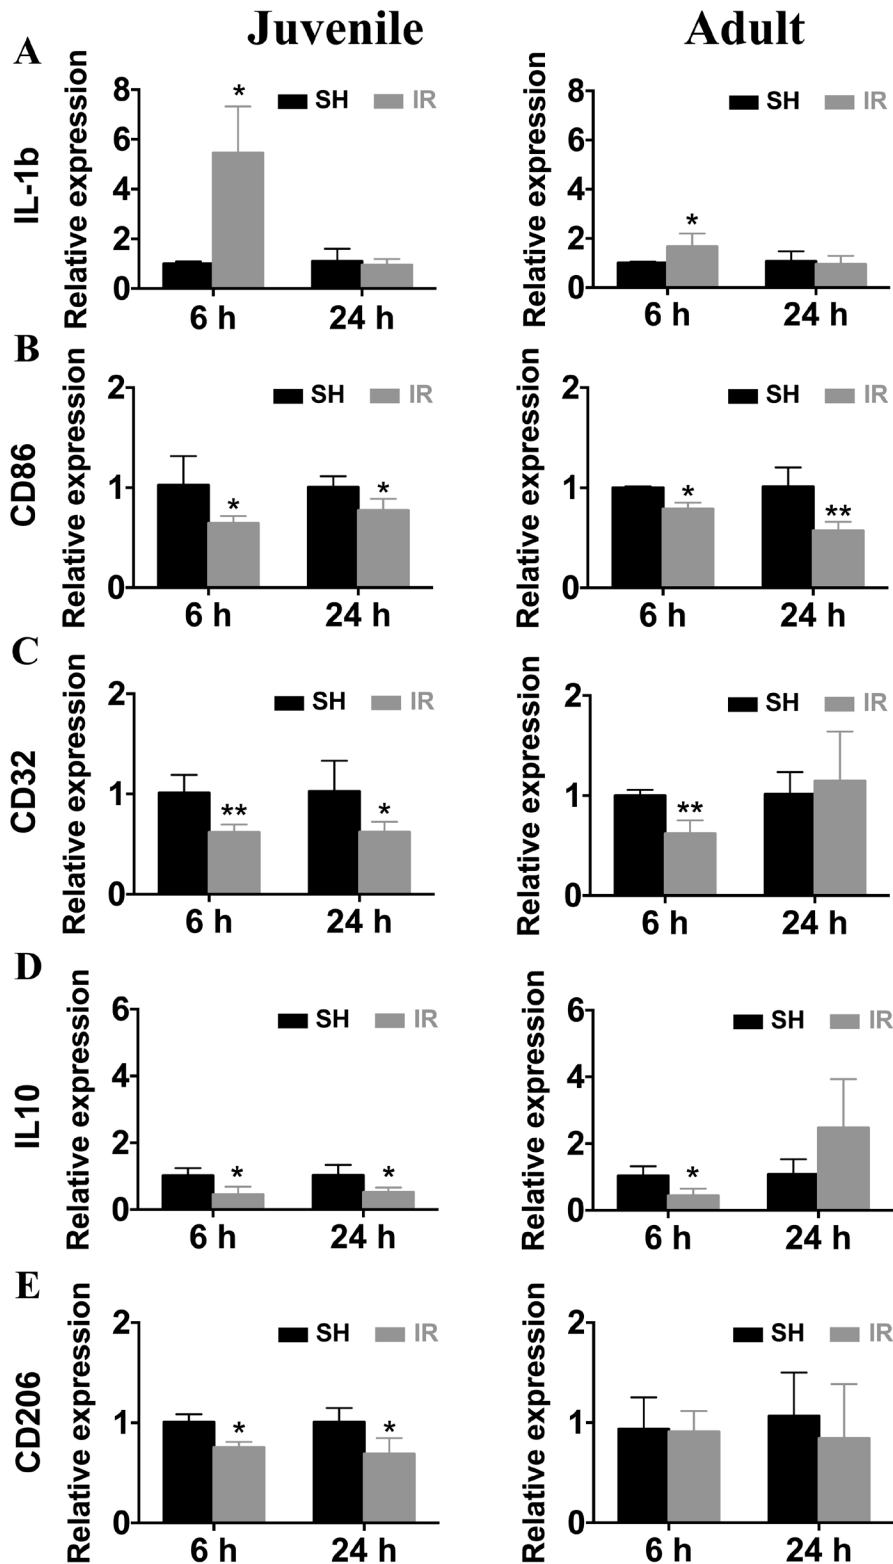 Juvenile Adult
A
IL-1b
Relative expression
8
6
4
2
0
SH IR
*
6 h 24 h
Relative expression
8
6
4
2
0
SH IR
*
6 h 24 h
B
CD86
Relative expression
2
1
0
SH IR
* *
6 h 24 h
Relative expression
2
1
0
SH IR
* **
6 h 24 h
C
CD32
Relative expression
2
1
0
SH IR
** *
6 h 24 h
Relative expression
2
1
0
SH IR
**
6 h 24 h
D
IL10
Relative expression
6
4
2
0
SH IR
* *
6 h 24 h
Relative expression
6
4
2
0
SH IR
*
6 h 24 h
E
CD206
Relative expression
2
1
0
SH IR
* *
6 h 24 h
Relative expression
2
1
0
SH IR
6 h 24 h